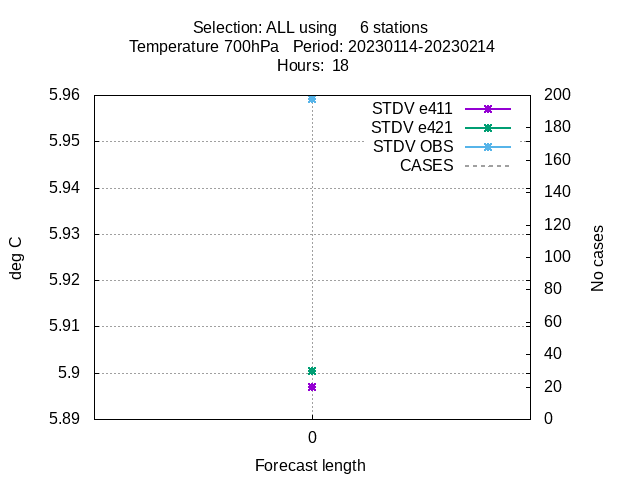 Selection: ALL using 6 stations
Temperature 700hPa Period: 20230114-20230214
Hours: 18
5.96
5.95
5.94
5.93
5.92
5.91
5.9
5.89
200
180
160
140
120
100
80
60
40
20
0
STDV e411
STDV e421
STDV OBS
CASES
deg C
No cases
0
Forecast length